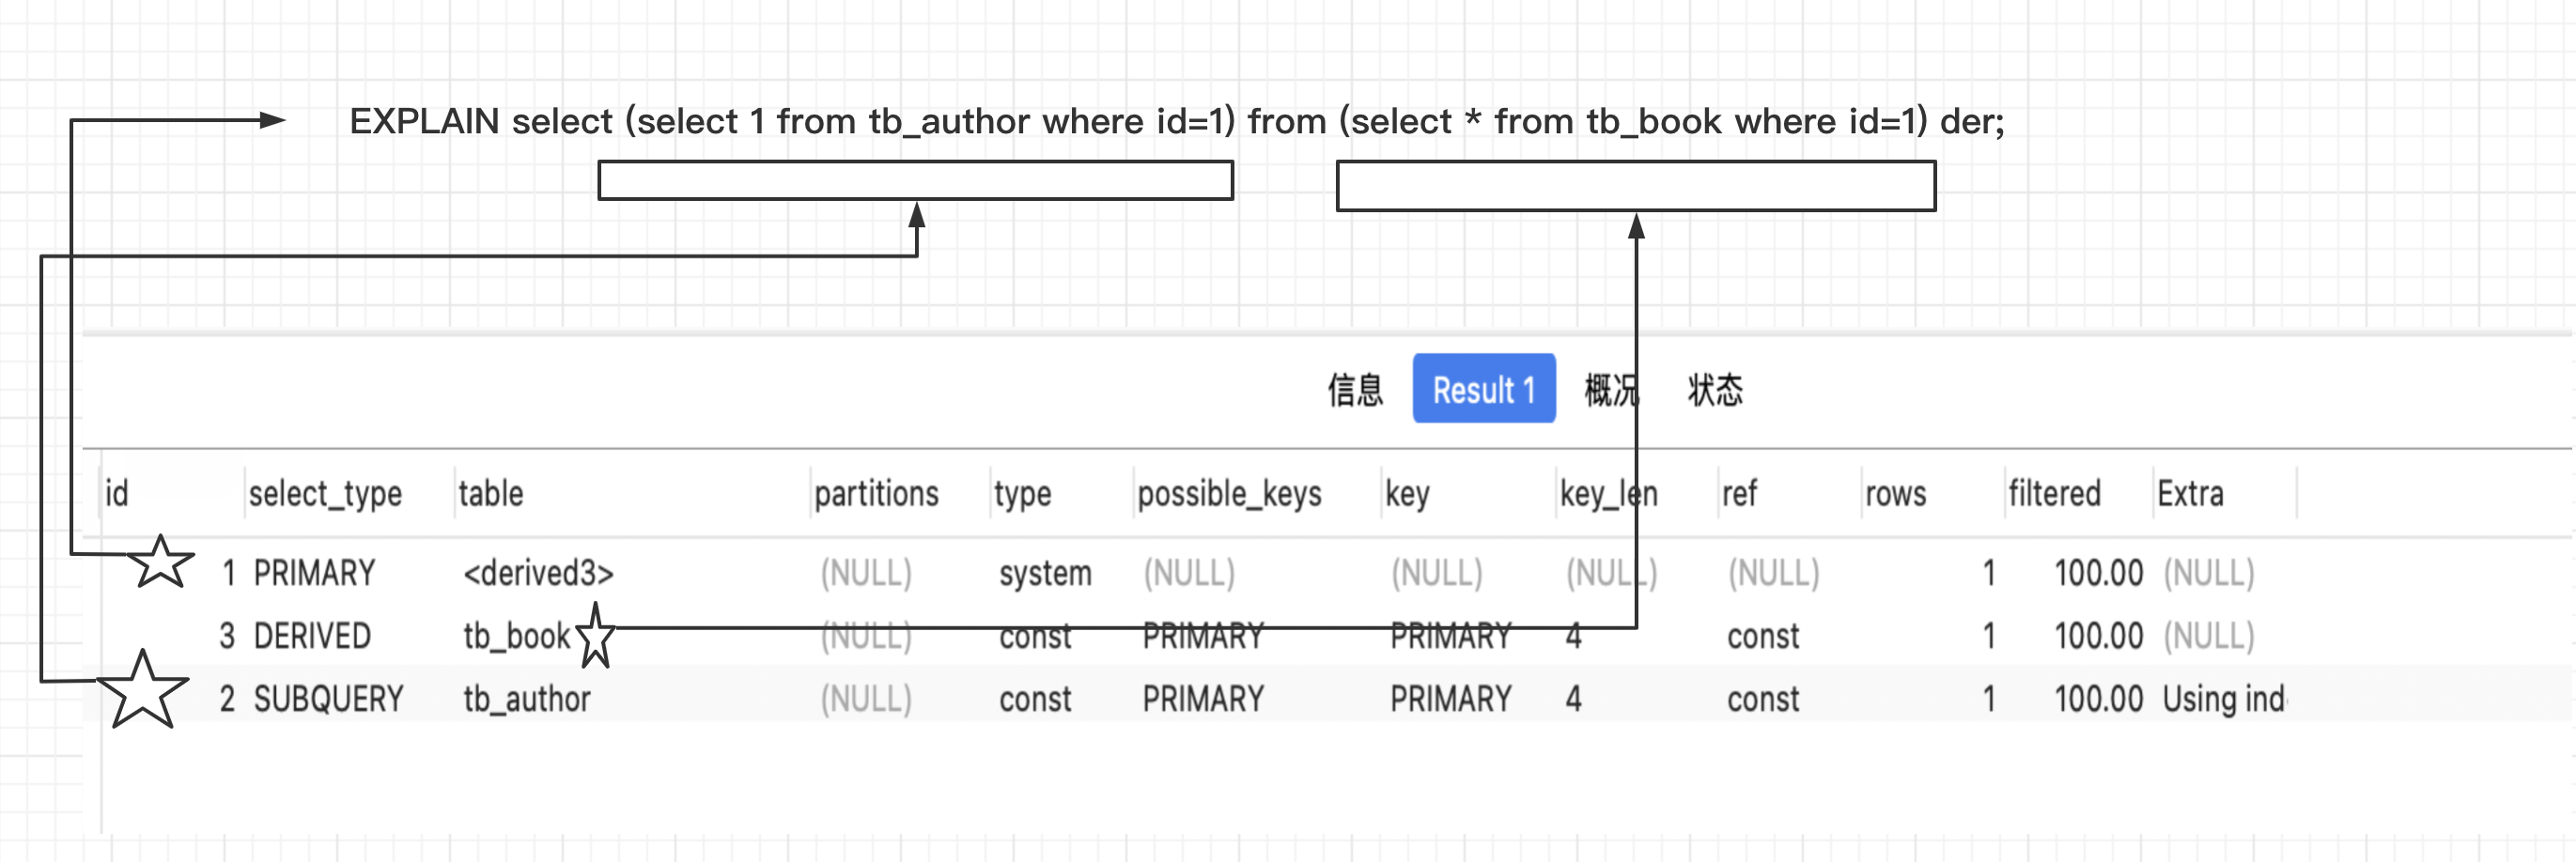 EXPLAIN select (select 1 from tb_author where id=1) from (select * from tb_book where id=1) der;
信息 Result 1 概况 状态
id select_type table partitions type possible_keys key key_len ref rows filtered Extra
1 PRIMARY <derived3> (NULL) system (NULL) (NULL) (NULL) (NULL) 1 100.00 (NULL)
3 DERIVED tb_book (NULL) const PRIMARY PRIMARY 4 const 1 100.00 (NULL)
2 SUBQUERY tb_author (NULL) const PRIMARY PRIMARY 4 const 1 100.00 Using ind